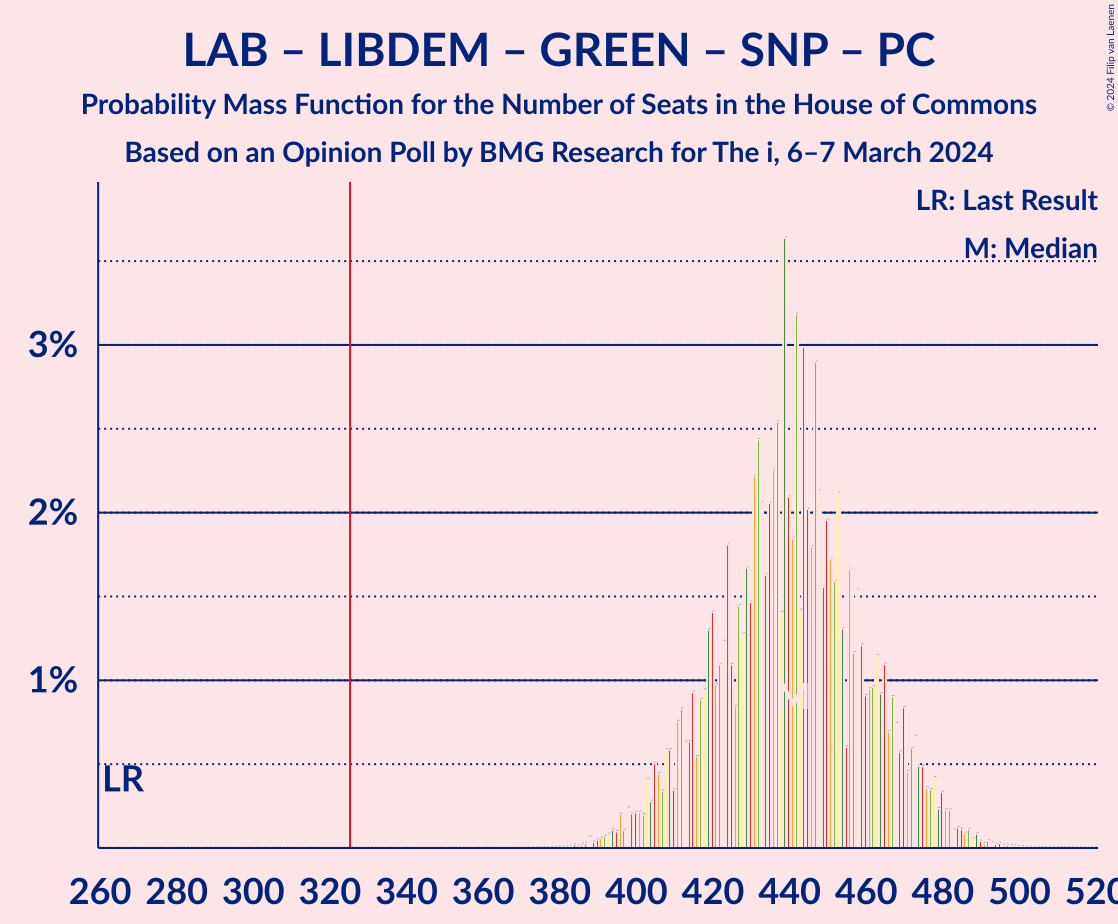 LAB – LIBDEM – GREEN – SNP – PC
Probability Mass Function for the Number of Seats in the House of Commons
Based on an Opinion Poll by BMG Research for The i, 6–7 March 2024
© 2024 Filip van Laenen
LR: Last Result
M: Median
3%
2%
1%
LR
M
260 280 300 320 340 360 380 400 420 440 460 480 500 520